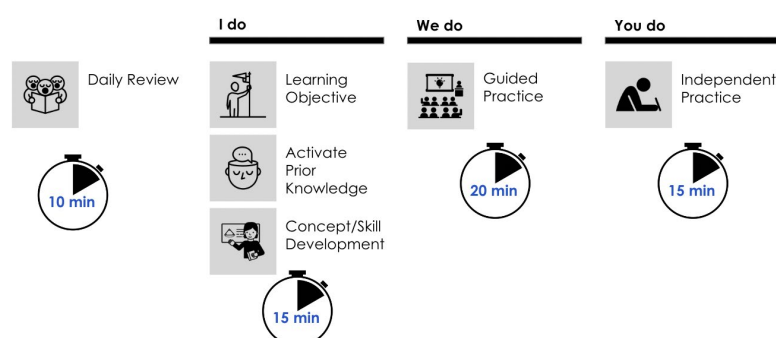 I do
We do
You do
Daily Review
Learning
Objective
Guided
Practice
Independent
Practice
10 min
Activate
Prior
Knowledge
20 min
15 min
Concept/Skill
Development
15 min